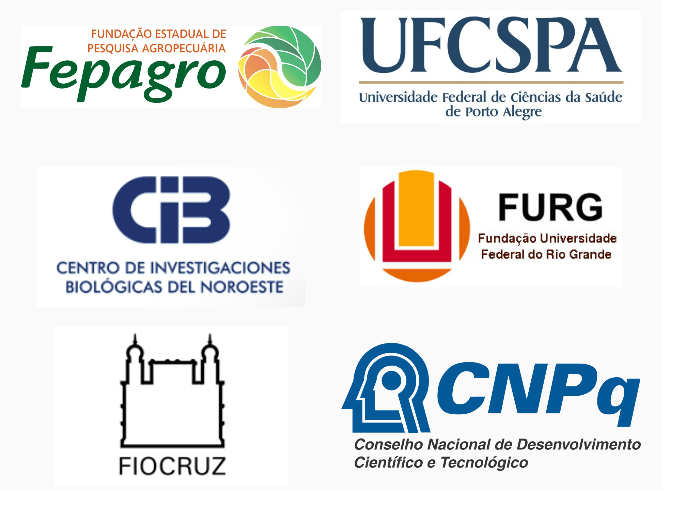 FUNDAÇÃO ESTADUAL DE
PESQUISA AGROPECUÁRIA
Fepagro
UFCSPA
Universidade Federal de Ciências da Saúde
de Porto Alegre
CIB
CENTRO DE INVESTIGACIONES
BIOLÓGICAS DEL NOROESTE
FURG
Fundação Universidade
Federal do Rio Grande
FIOCRUZ
CNPq
Conselho Nacional de Desenvolvimento
Científico e Tecnológico